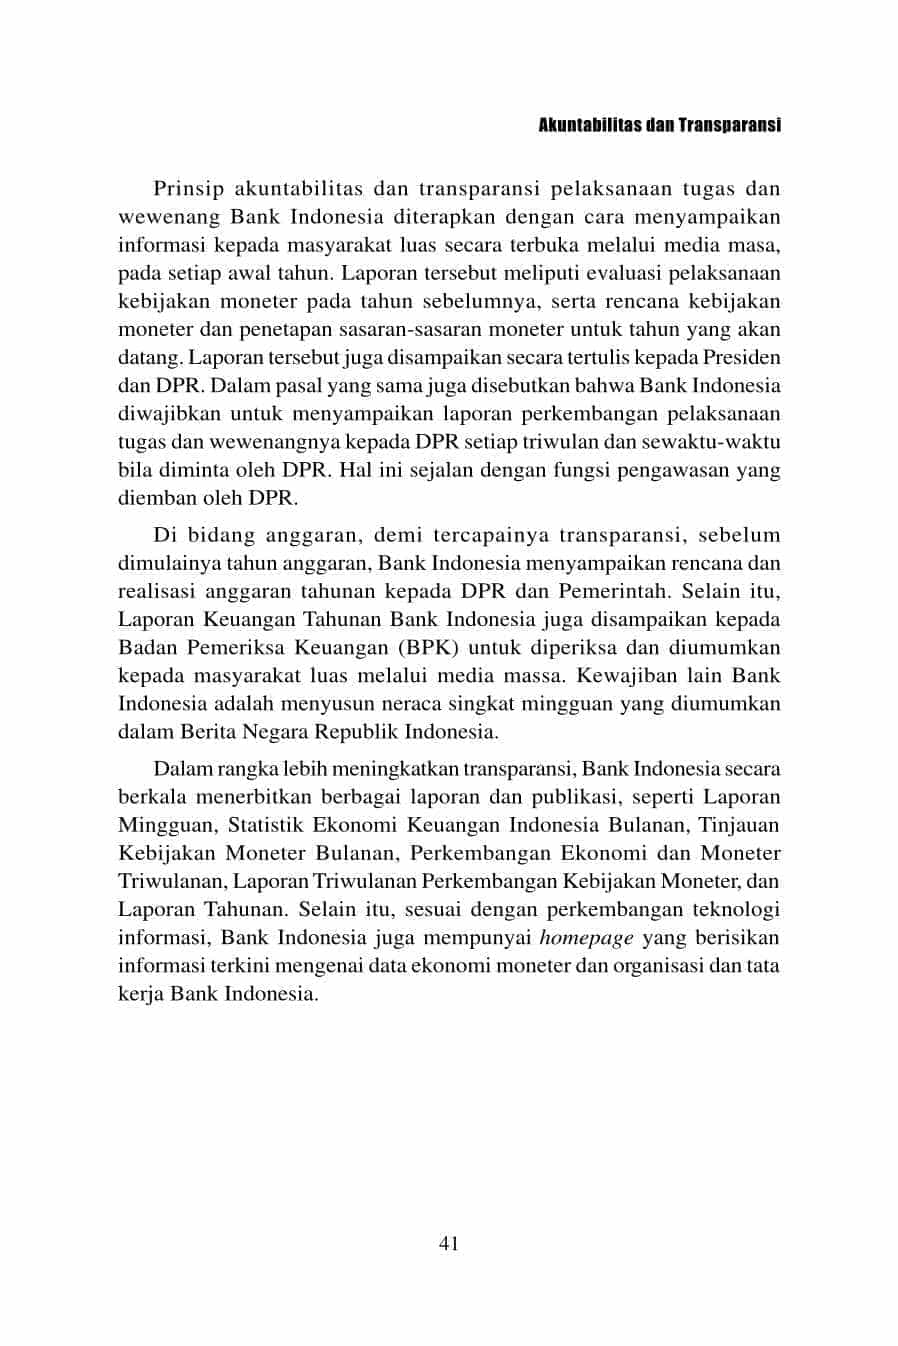 Akuntabilitas dan Transparansi
Prinsip akuntabilitas dan transparansi pelaksanaan tugas dan
wewenang Bank Indonesia diterapkan dengan cara menyampaikan
informasi kepada masyarakat luas secara terbuka melalui media masa,
pada setiap awal tahun. Laporan tersebut meliputi evaluasi pelaksanaan
kebijakan moneter pada tahun sebelumnya, serta rencana kebijakan
moneter dan penetapan sasaran-sasaran moneter untuk tahun yang akan
datang. Laporan tersebut juga disampaikan secara tertulis kepada Presiden
dan DPR. Dalam pasal yang sama juga disebutkan bahwa Bank Indonesia
diwajibkan untuk menyampaikan laporan perkembangan pelaksanaan
tugas dan wewenangnya kepada DPR setiap triwulan dan sewaktu-waktu
bila diminta oleh DPR. Hal ini sejalan dengan fungsi pengawasan yang
diemban oleh DPR.
Di bidang anggaran, demi tercapainya transparansi, sebelum
dimulainya tahun anggaran, Bank Indonesia menyampaikan rencana dan
realisasi anggaran tahunan kepada DPR dan Pemerintah. Selain itu,
Laporan Keuangan Tahunan Bank Indonesia juga disampaikan kepada
Badan Pemeriksa Keuangan (BPK) untuk diperiksa dan diumumkan
kepada masyarakat luas melalui media massa. Kewajiban lain Bank
Indonesia adalah menyusun neraca singkat mingguan yang diumumkan
dalam Berita Negara Republik Indonesia.
Dalam rangka lebih meningkatkan transparansi, Bank Indonesia secara
berkala menerbitkan berbagai laporan dan publikasi, seperti Laporan
Mingguan, Statistik Ekonomi Keuangan Indonesia Bulanan, Tinjauan
Kebijakan Moneter Bulanan, Perkembangan Ekonomi dan Moneter
Triwulanan, Laporan Triwulanan Perkembangan Kebijakan Moneter, dan
Laporan Tahunan. Selain itu, sesuai dengan perkembangan teknologi
informasi, Bank Indonesia juga mempunyai homepage yang berisikan
informasi terkini mengenai data ekonomi moneter dan organisasi dan tata
kerja Bank Indonesia.
41